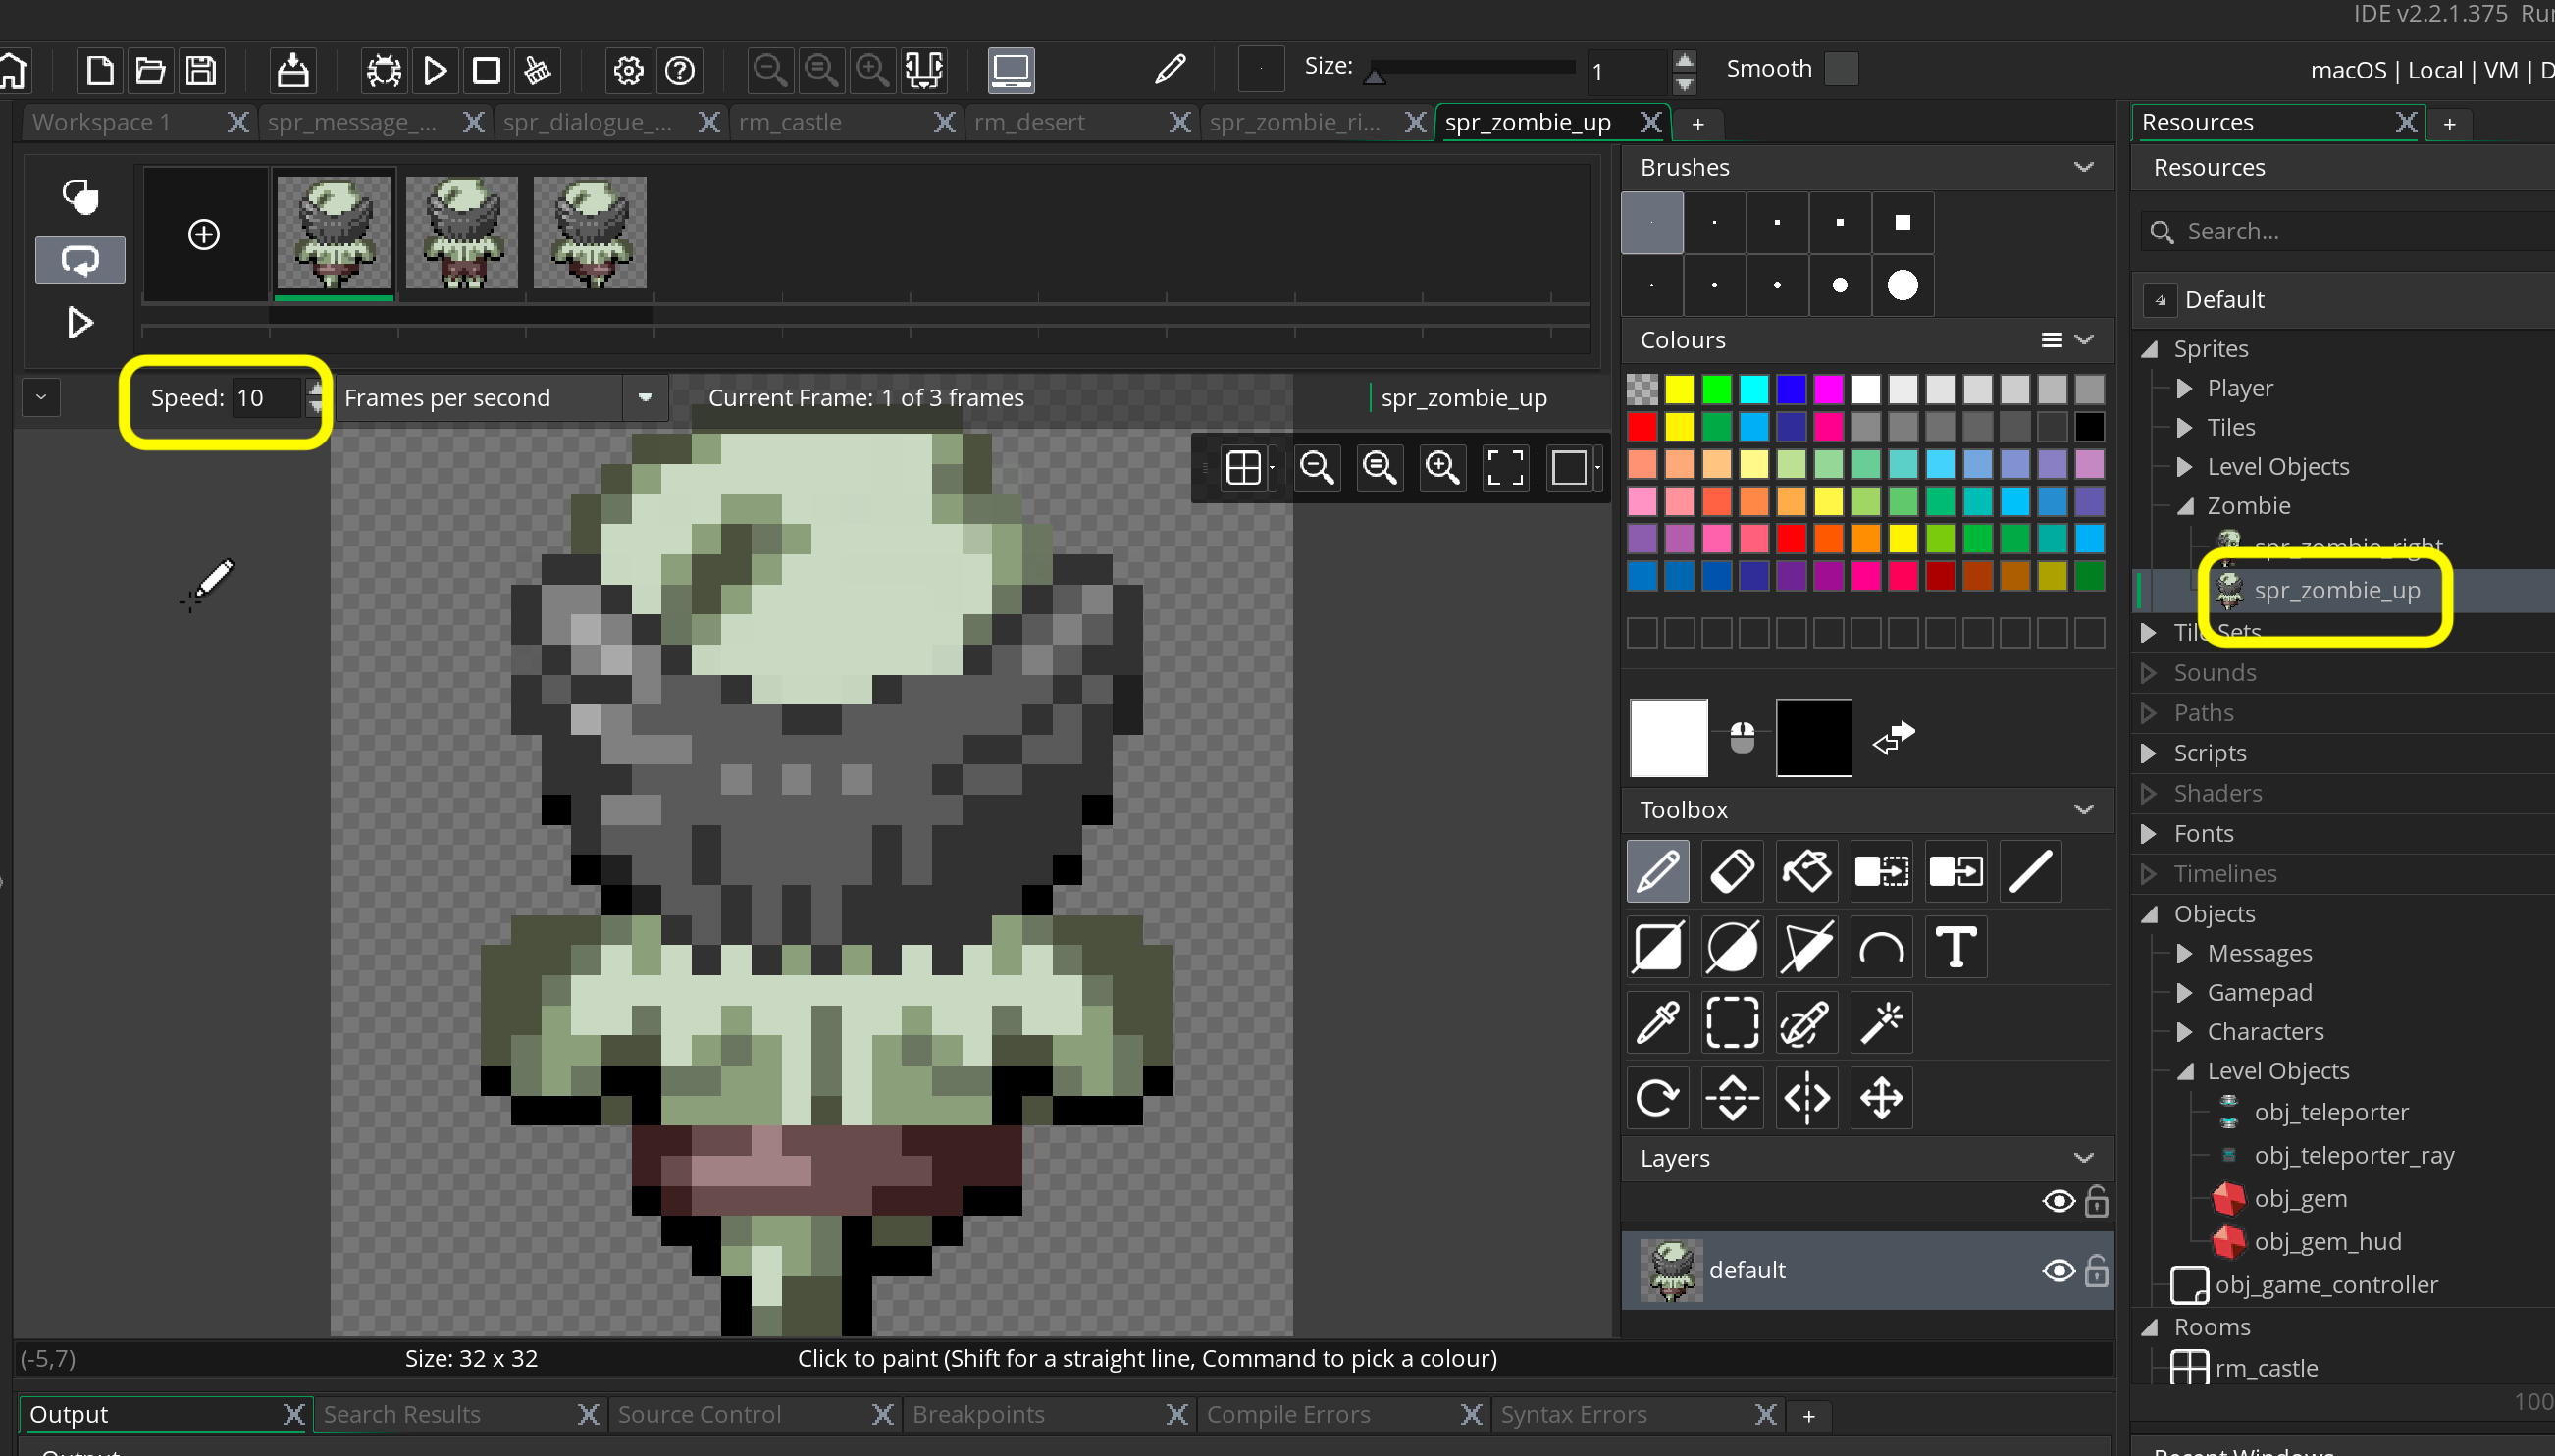 IDE v2.2.1.375
Size:
1
Smooth
macOS | Local | VM |
Workspace 1
spr_message_...
spr_dialogue_...
rm_castle
rm_desert
spr_zombie_ri...
spr_zombie_up
+
Resources
+
Brushes
Resources
Search...
Default
Colours
Speed: 10
Frames per second
Current Frame: 1 of 3 frames
spr_zombie_up
Sprites
Player
Tiles
Level Objects
Zombie
spr_zombie_right
spr_zombie_up
Tile Sets
Sounds
Paths
Scripts
Shaders
Fonts
Timelines
Objects
Messages
Gamepad
Characters
Level Objects
obj_teleporter
obj_teleporter_ray
obj_gem
obj_gem_hud
obj_game_controller
Rooms
rm_castle
Toolbox
T
Layers
default
(-5,7)
Size: 32 x 32
Click to paint (Shift for a straight line, Command to pick a colour)
Output
Search Results
Source Control
Breakpoints
Compile Errors
Syntax Errors
+
100
Output
Recent Windows